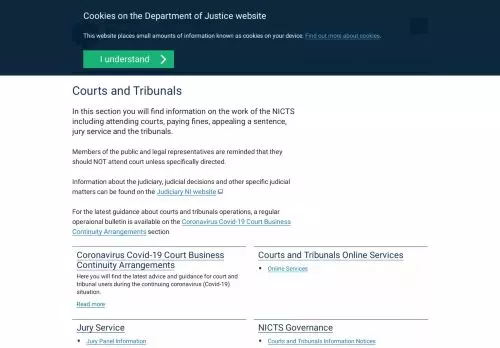 Cookies on the Department of Justice website
This website places small amounts of information known as cookies on your device. Find out more about cookies.
I understand
Courts and Tribunals
In this section you will find information on the work of the NICTS
including attending courts, paying fines, appealing a sentence,
jury service and the tribunals.
Members of the public and legal representatives are reminded that they
should NOT attend court unless specifically directed.
Information about the judiciary, judicial decisions and other specific judicial
matters can be found on the Judiciary NI website
For the latest guidance about courts and tribunals operations, a regular
operaional bulletin is available on the Coronavirus Covid-19 Court Business
Continuity Arrangements section
Coronavirus Covid-19 Court Business
Continuity Arrangements
Here you will find the latest advice and guidance for court and
tribunal users during the continuing coronavirus (Covid-19)
situation.
Read more
Courts and Tribunals Online Services
Online Services
Jury Service
Jury Panel Information
NICTS Governance
Courts and Tribunals Information Notices